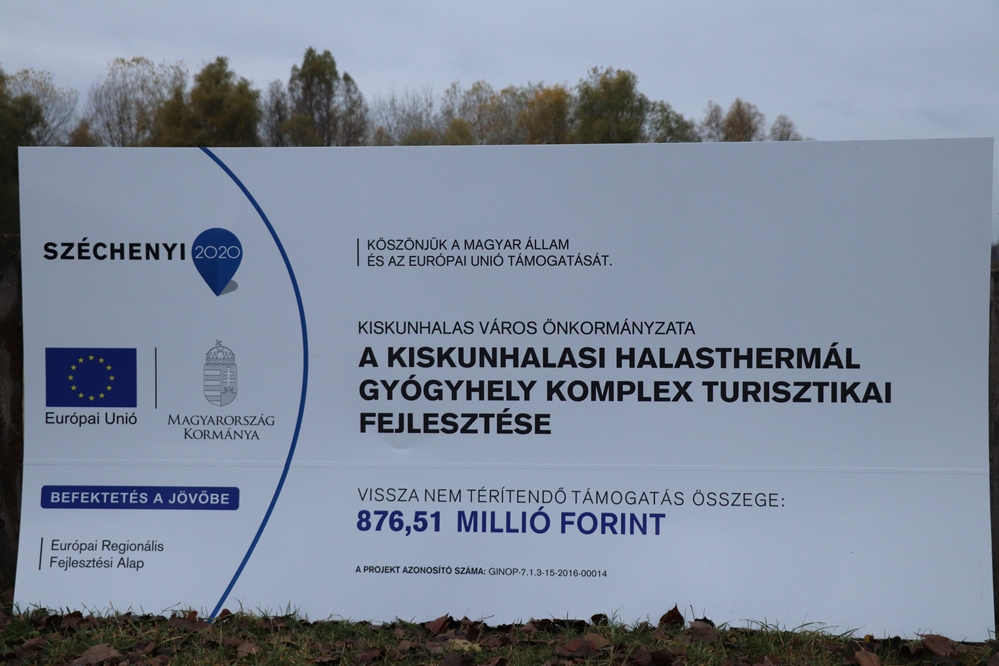 SZÉCHENYI 2020
Európai Unió
MAGYARORSZÁG
KORMÁNYA
BEFEKTETÉS A JÖVŐBE
Európai Regionális
Fejlesztési Alap
KÖSZÖNJÜK A MAGYAR ÁLLAM
ÉS AZ EURÓPAI UNIÓ TÁMOGATÁSÁT.
KISKUNHALAS VÁROS ÖNKORMÁNYZATA
A KISKUNHALASI HALASTHERMÁL
GYÓGYHELY KOMPLEX TURISZTIKAI
FEJLESZTÉSE
VISSZA NEM TÉRÍTENDŐ TÁMOGATÁS ÖSSZEGE:
876,51 MILLIÓ FORINT
A PROJEKT AZONOSÍTÓ SZÁMA: GINOP-7.1.3-15-2016-00014